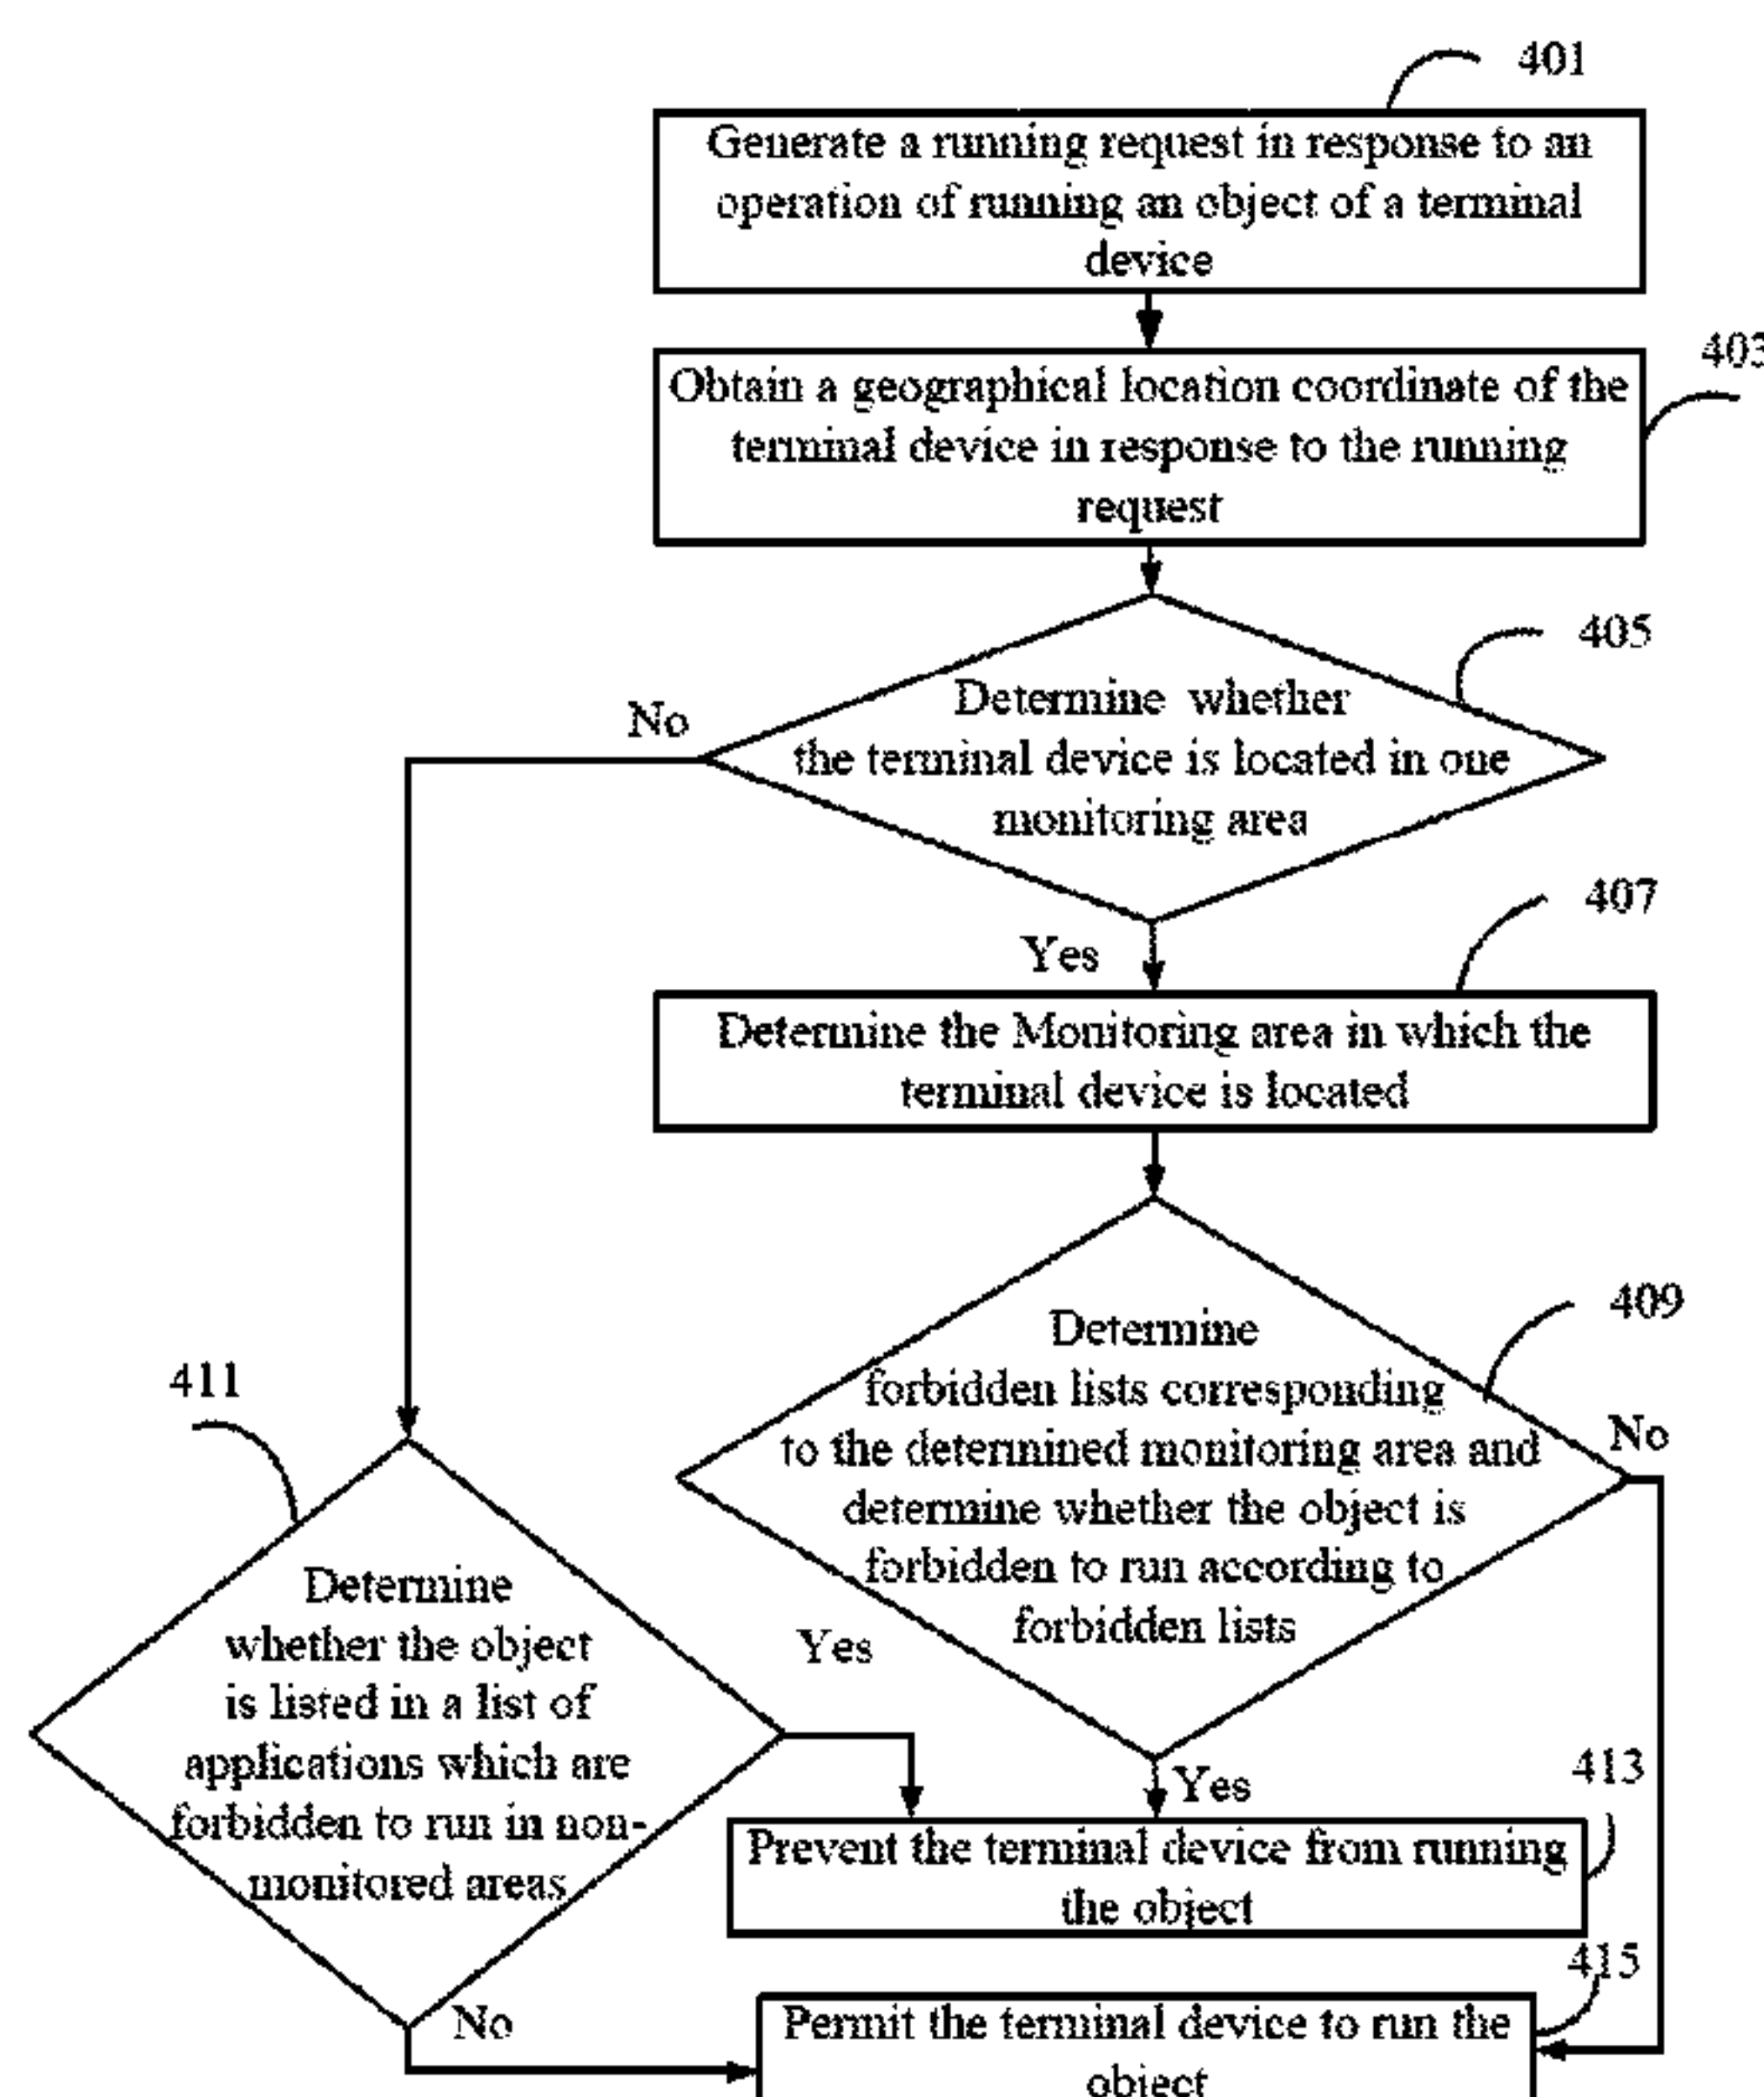 401
Generate a running request in response to an
operation of running an object of a terminal
device
403
Obtain a geographical location coordinate of the
terminal device in response to the running
request
405
Determine whether
the terminal device is located in one
monitoring area
No
Yes
407
Determine the Monitoring area in which the
terminal device is located
409
Determine
forbidden lists corresponding
to the determined monitoring area and
determine whether the object is
forbidden to run according to
forbidden lists
No
Yes
411
Determine
whether the object
is listed in a list of
applications which are
forbidden to run in non-
monitored areas
Yes
No
413
Prevent the terminal device from running
the object
415
Permit the terminal device to run the
object